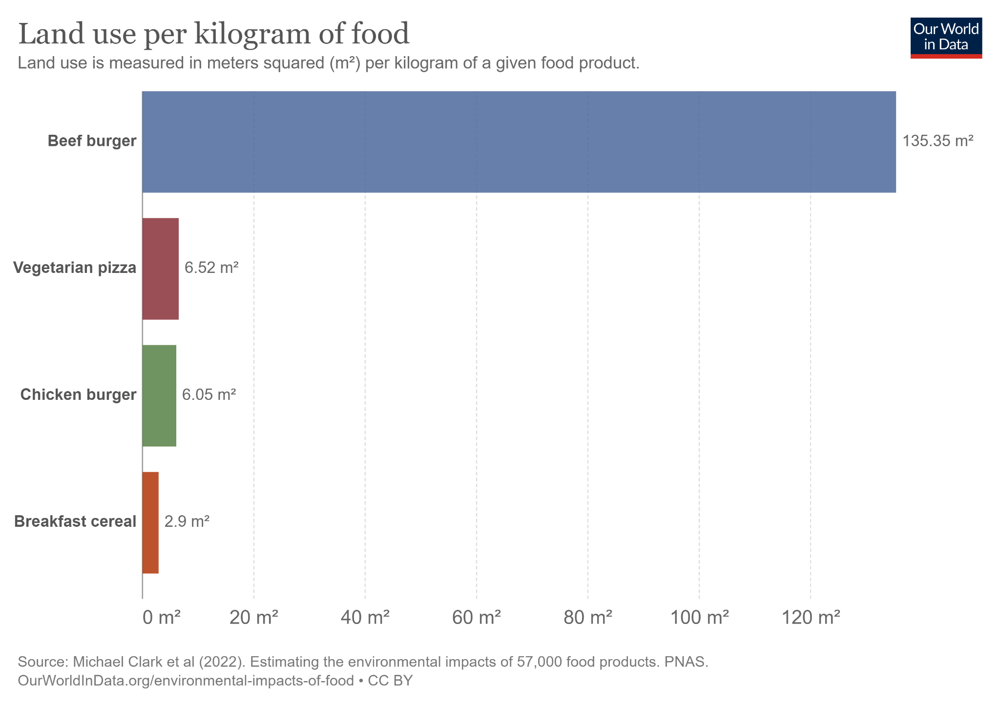 Land use per kilogram of food
Land use is measured in meters squared (m²) per kilogram of a given food product.
Our World
in Data
Beef burger
135.35 m²
Vegetarian pizza
6.52 m²
Chicken burger
6.05 m²
Breakfast cereal
2.9 m²
0 m² 20 m² 40 m² 60 m² 80 m² 100 m² 120 m²
Source: Michael Clark et al (2022). Estimating the environmental impacts of 57,000 food products. PNAS.
OurWorldInData.org/environmental-impacts-of-food • CC BY